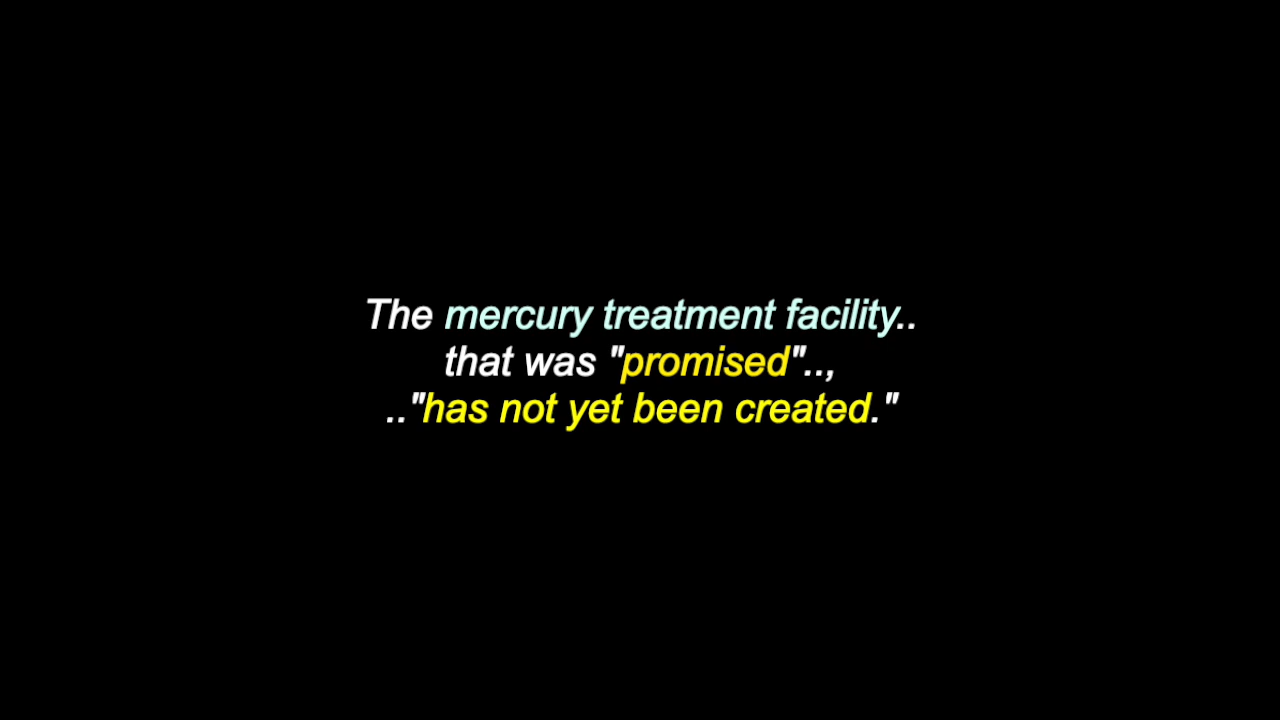 The mercury treatment facility..
that was "promised"..,
.."has not yet been created."